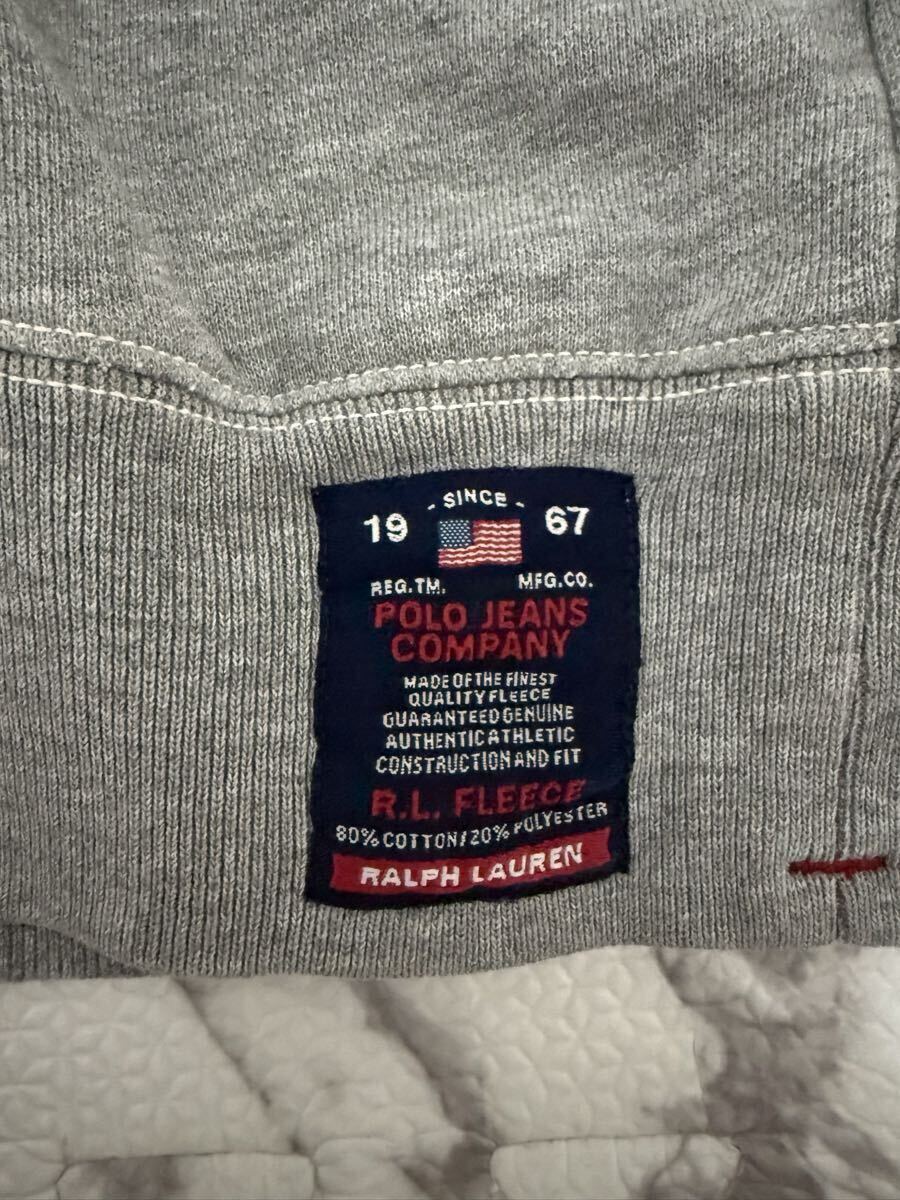 - SINCE -
19 67
REG.TM. MFG.CO.
POLO JEANS
COMPANY
MADE OF THE FINEST
QUALITY FLEECE
GUARANTEED GENUINE
AUTHENTIC ATHLETIC
CONSTRUCTION AND FIT
R.L. FLEECE
80% COTTON/20% POLYESTER
RALPH LAUREN